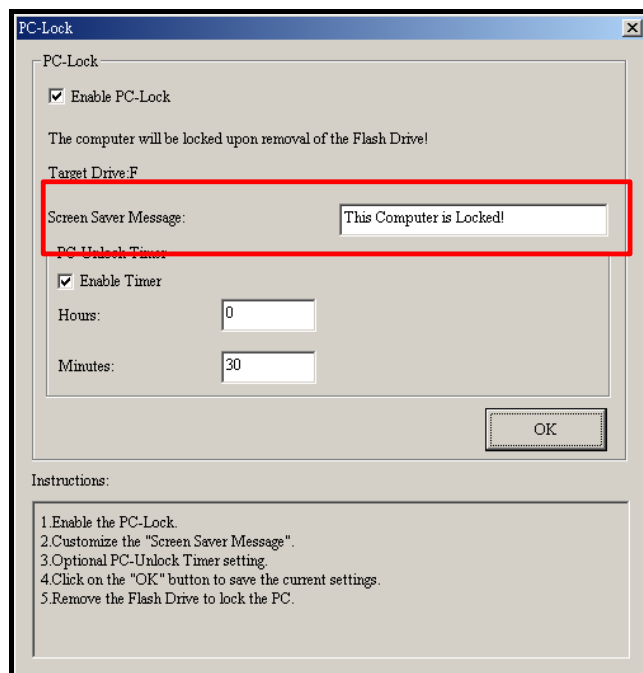 PC-Lock
PC-Lock
Enable PC-Lock
The computer will be locked upon removal of the Flash Drive!
Target Drive:F
Screen Saver Message: This Computer is Locked!
PC-Unlock Timer
Enable Timer
Hours: 0
Minutes: 30
OK
Instructions:
1.Enable the PC-Lock.
2.Customize the "Screen Saver Message".
3.Optional PC-Unlock Timer setting.
4.Click on the "OK" button to save the current settings.
5.Remove the Flash Drive to lock the PC.